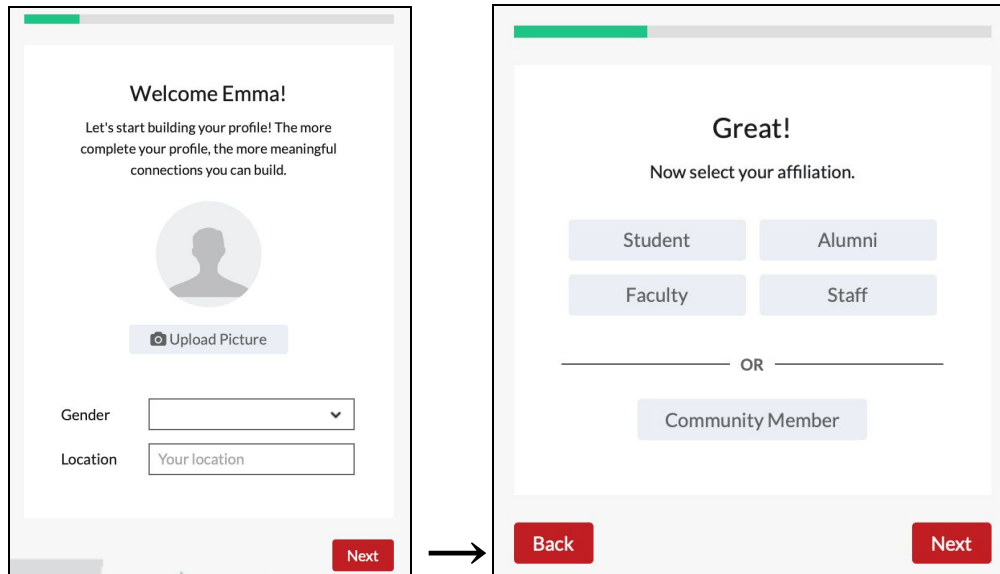 Welcome Emma!
Let's start building your profile! The more
complete your profile, the more meaningful
connections you can build.
Upload Picture
Gender
Location Your location
Next
Great!
Now select your affiliation.
Student Alumni
Faculty Staff
OR
Community Member
Back Next